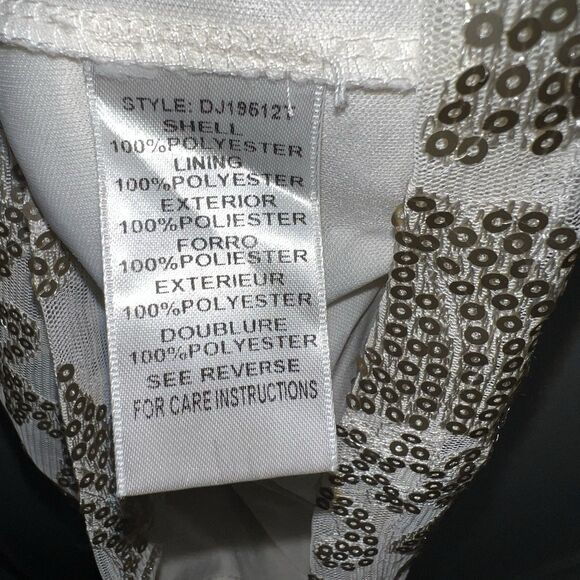 STYLE: DJ19512Y
SHELL
100%POLYESTER
LINING
100%POLYESTER
EXTERIOR
100%POLIESTER
FORRO
100%POLIESTER
EXTERIEUR
100%POLYESTER
DOUBLURE
100%POLYESTER
SEE REVERSE
FOR CARE INSTRUCTIONS